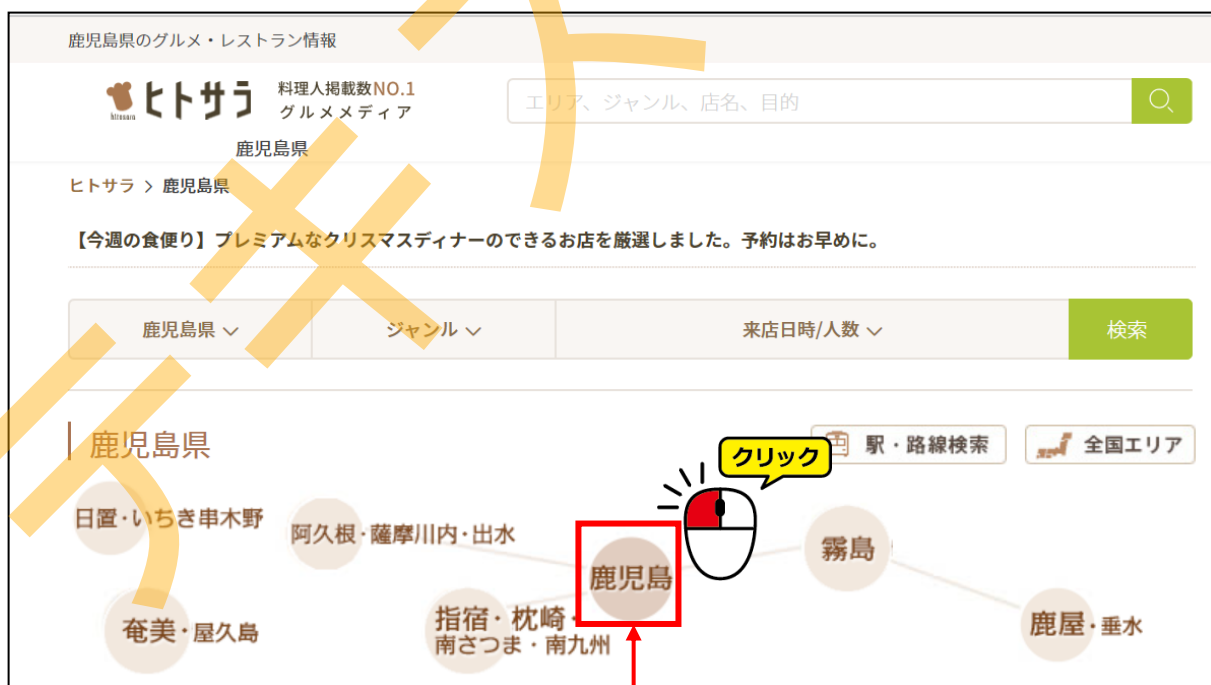 鹿児島県のグルメ・レストラン情報
ヒトサラ
hitosara
料理人掲載数NO.1
グルメメディア
エリア、ジャンル、店名、目的
鹿児島県
ヒトサラ > 鹿児島県
【今週の食便り】プレミアムなクリスマスディナーのできるお店を厳選しました。予約はお早めに。
鹿児島県
ジャンル
来店日時/人数
検索
鹿児島県
駅・路線検索
全国エリア
クリック
日置・いちき串木野
阿久根・薩摩川内・出水
鹿児島
霧島
奄美・屋久島
指宿・枕崎・
南さつま・南九州
鹿屋・垂水